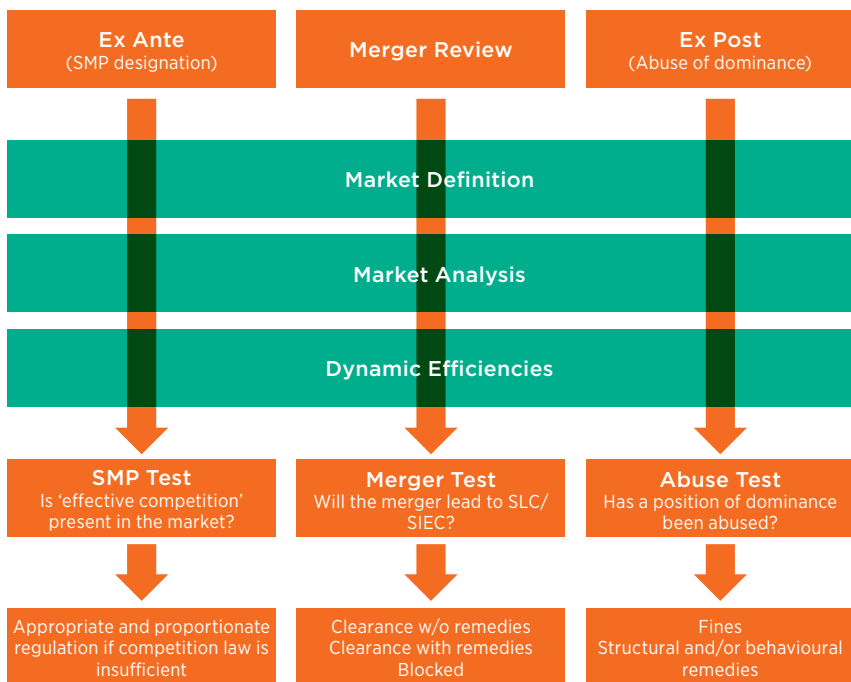 Ex Ante
(SMP designation)
Merger Review
Ex Post
(Abuse of dominance)
Market Definition
Market Analysis
Dynamic Efficiencies
SMP Test
Is ‘effective competition’
present in the market?
Merger Test
Will the merger lead to SLC/
SIEC?
Abuse Test
Has a position of dominance
been abused?
Appropriate and proportionate
regulation if competition law is
insufficient
Clearance w/o remedies
Clearance with remedies
Blocked
Fines
Structural and/or behavioural
remedies